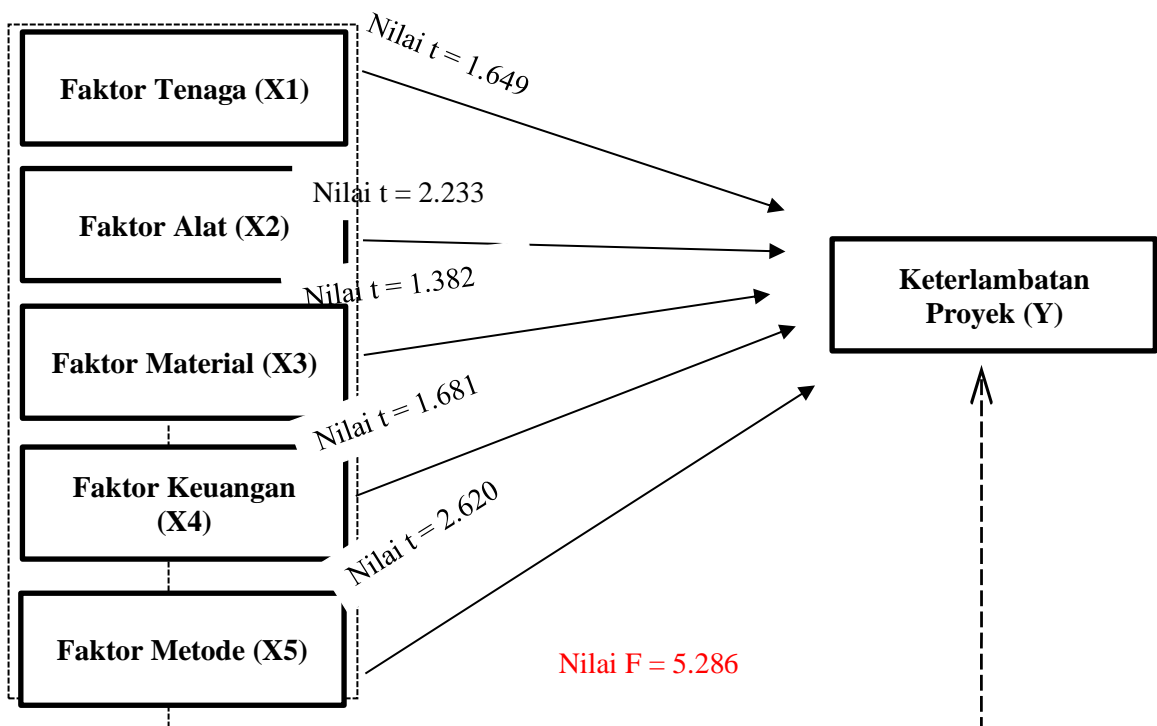 Nilai t = 1.649
Faktor Tenaga (X1)
Nilai t = 2.233
Faktor Alat (X2)
Nilai t = 1.382
Keterlambatan
Proyek (Y)
Faktor Material (X3)
Nilai t = 1.681
Faktor Keuangan
(X4)
Nilai t = 2.620
Faktor Metode (X5)
Nilai F = 5.286